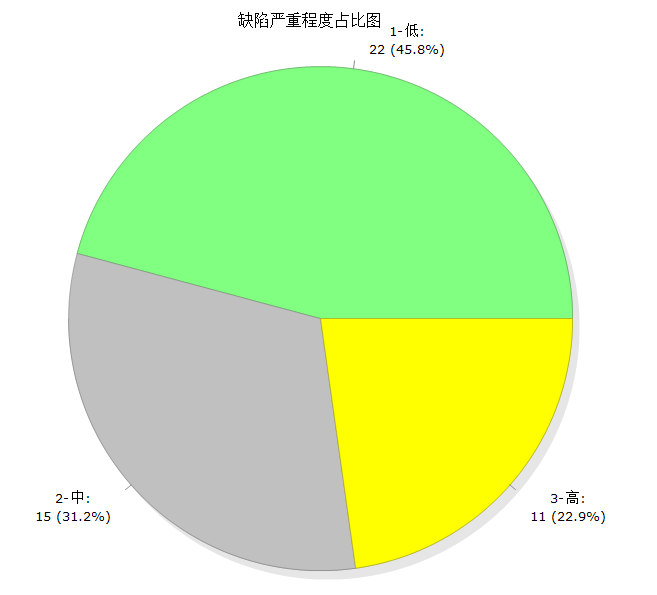 缺陷严重程度占比图
1-低:
22 (45.8%)
2-中:
15 (31.2%)
3-高:
11 (22.9%)